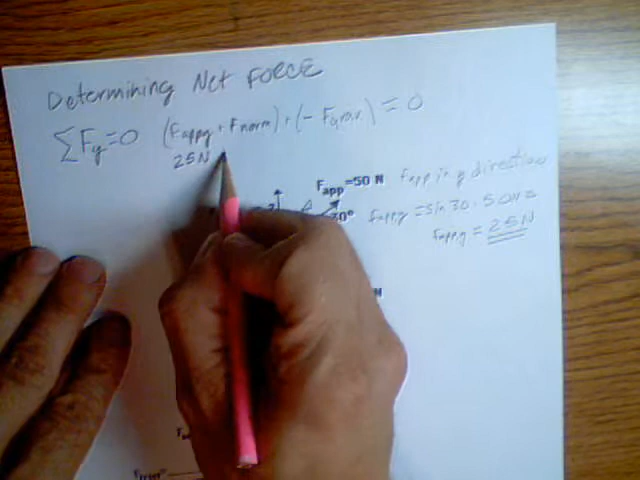 Determining Net Force
ΣFy=0 (Fappy + Fnorm) + (- Fgrav) = 0
25N
Fapp=50 N Fapp in y direction
30° Fappy = sin 30 · 50N =
Fappy = 25N
N